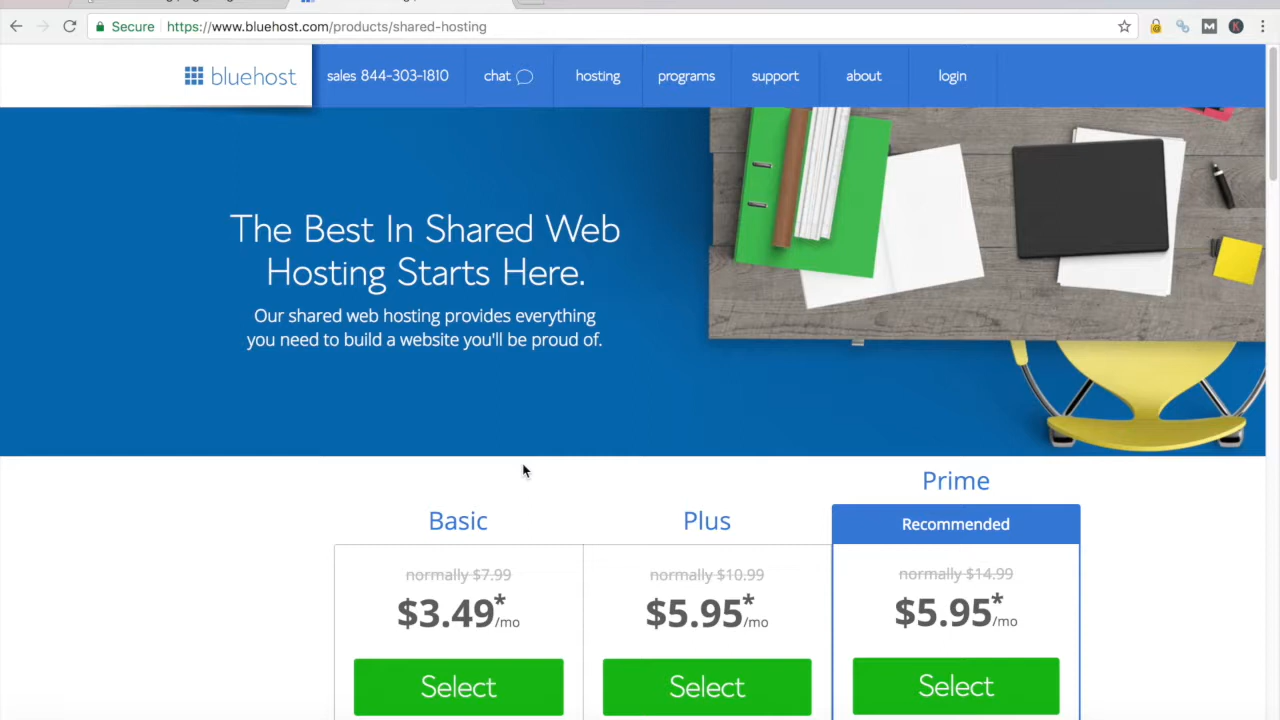 Secure https://www.bluehost.com/products/shared-hosting
bluehost
sales 844-303-1810
chat
hosting
programs
support
about
login
The Best In Shared Web
Hosting Starts Here.
Our shared web hosting provides everything
you need to build a website you'll be proud of.
Basic
Plus
Prime
Recommended
normally $7.99
$3.49*/mo
Select
normally $10.99
$5.95*/mo
Select
normally $14.99
$5.95*/mo
Select